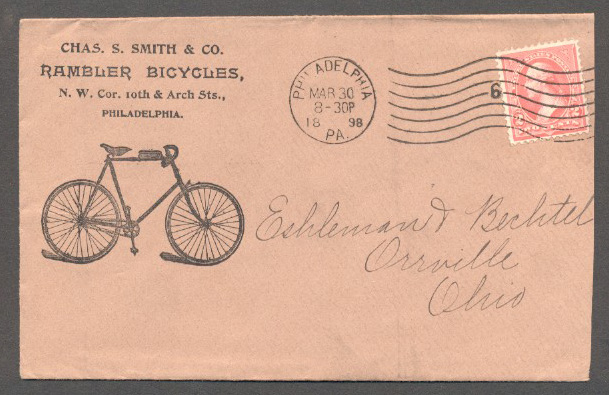 CHAS. S. SMITH & CO.
RAMBLER BICYCLES,
N. W. Cor. 10th & Arch Sts.,
PHILADELPHIA.
PHILADELPHIA
MAR 30
8-30P
18 98
PA.
6
Eshleman & Bechtel
Orrville
Ohio